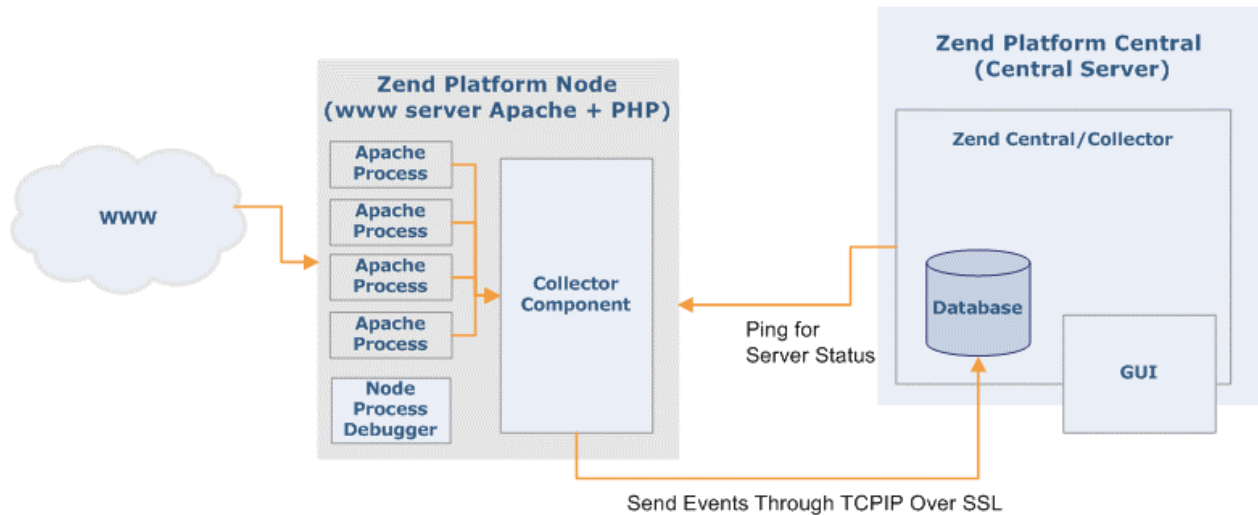 Zend Platform Central
(Central Server)
Zend Platform Node
(www server Apache + PHP)
Zend Central/Collector
Apache
Process
Apache
Process
Apache
Process
Apache
Process
Node
Process
Debugger
Collector
Component
www
Database
GUI
Ping for
Server Status
Send Events Through TCPIP Over SSL